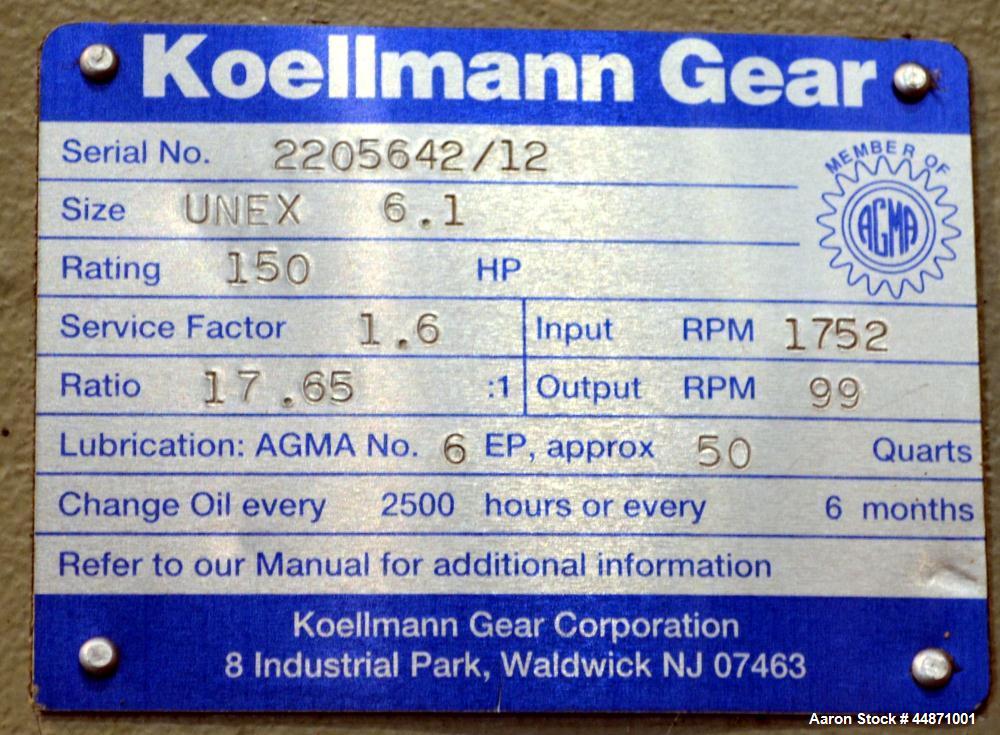 Koellmann Gear
Serial No. 2205642/12
MEMBER OF
AGMA
Size UNEX 6.1
Rating 150 HP
Service Factor 1.6 Input RPM 1752
Ratio 17.65 :1 Output RPM 99
Lubrication: AGMA No. 6 EP, approx 50 Quarts
Change Oil every 2500 hours or every 6 months
Refer to our Manual for additional information
Koellmann Gear Corporation
8 Industrial Park, Waldwick NJ 07463
Aaron Stock # 44871001